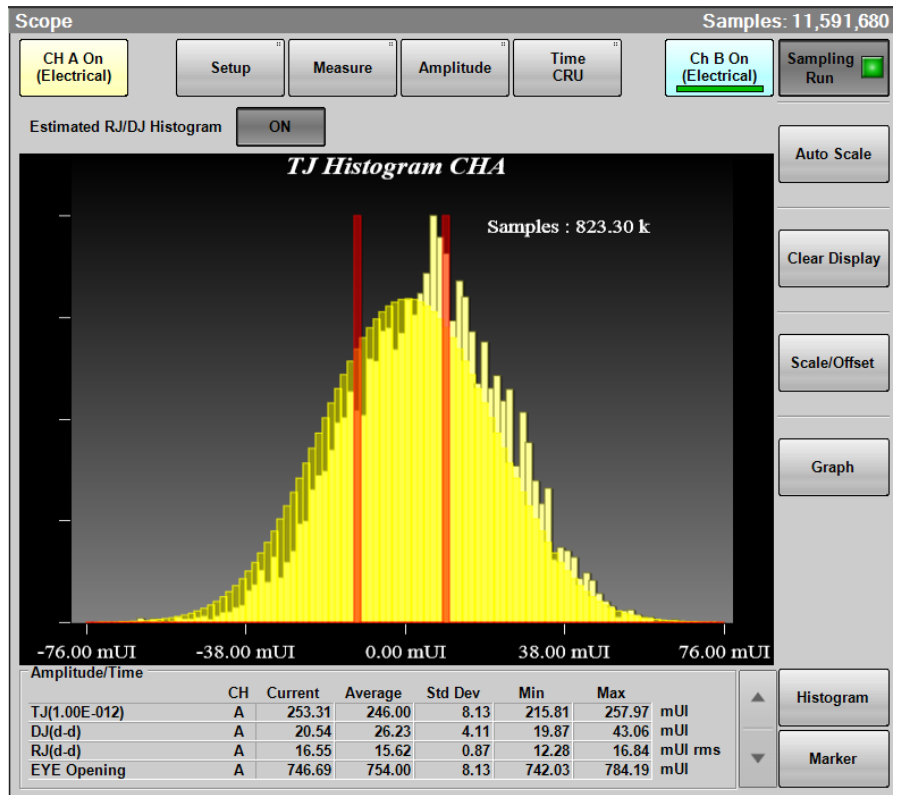 Scope Samples: 11,591,680
CH A On (Electrical)
Setup
Measure
Amplitude
Time CRU
Ch B On (Electrical)
Sampling Run
Estimated RJ/DJ Histogram ON
Auto Scale
TJ Histogram CHA
Samples : 823.30 k
Clear Display
Scale/Offset
Graph
-76.00 mUI -38.00 mUI 0.00 mUI 38.00 mUI 76.00 mUI
Amplitude/Time
CH Current Average Std Dev Min Max
TJ(1.00E-012) A 253.31 246.00 8.13 215.81 257.97 mUI
DJ(d-d) A 20.54 26.23 4.11 19.87 43.06 mUI
RJ(d-d) A 16.55 15.62 0.87 12.28 16.84 mUI rms
EYE Opening A 746.69 754.00 8.13 742.03 784.19 mUI
Histogram
Marker